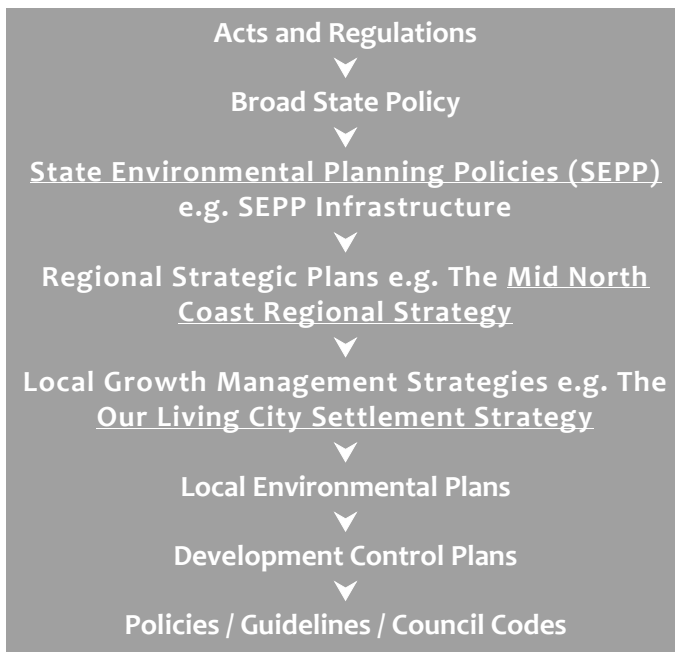 Acts and Regulations
Broad State Policy
State Environmental Planning Policies (SEPP)
e.g. SEPP Infrastructure
Regional Strategic Plans e.g. The Mid North
Coast Regional Strategy
Local Growth Management Strategies e.g. The
Our Living City Settlement Strategy
Local Environmental Plans
Development Control Plans
Policies / Guidelines / Council Codes